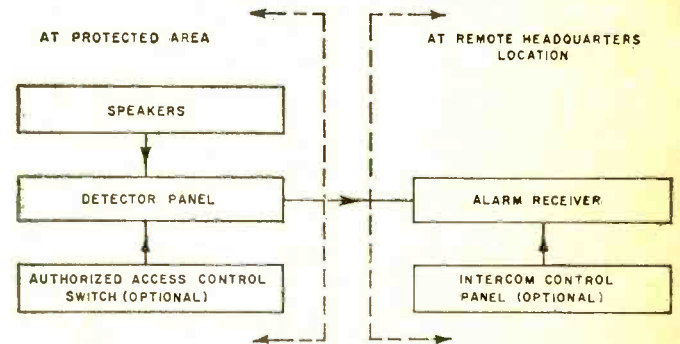 AT PROTECTED AREA
AT REMOTE HEADQUARTERS
LOCATION
SPEAKERS
DETECTOR PANEL
ALARM RECEIVER
AUTHORIZED ACCESS CONTROL
SWITCH (OPTIONAL)
INTERCOM CONTROL
PANEL (OPTIONAL)